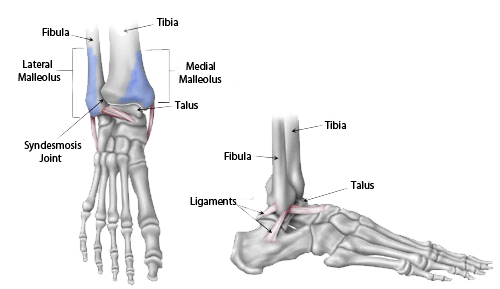 Fibula
Tibia
Lateral
Malleolus
Medial
Malleolus
Talus
Syndesmosis
Joint
Tibia
Fibula
Talus
Ligaments